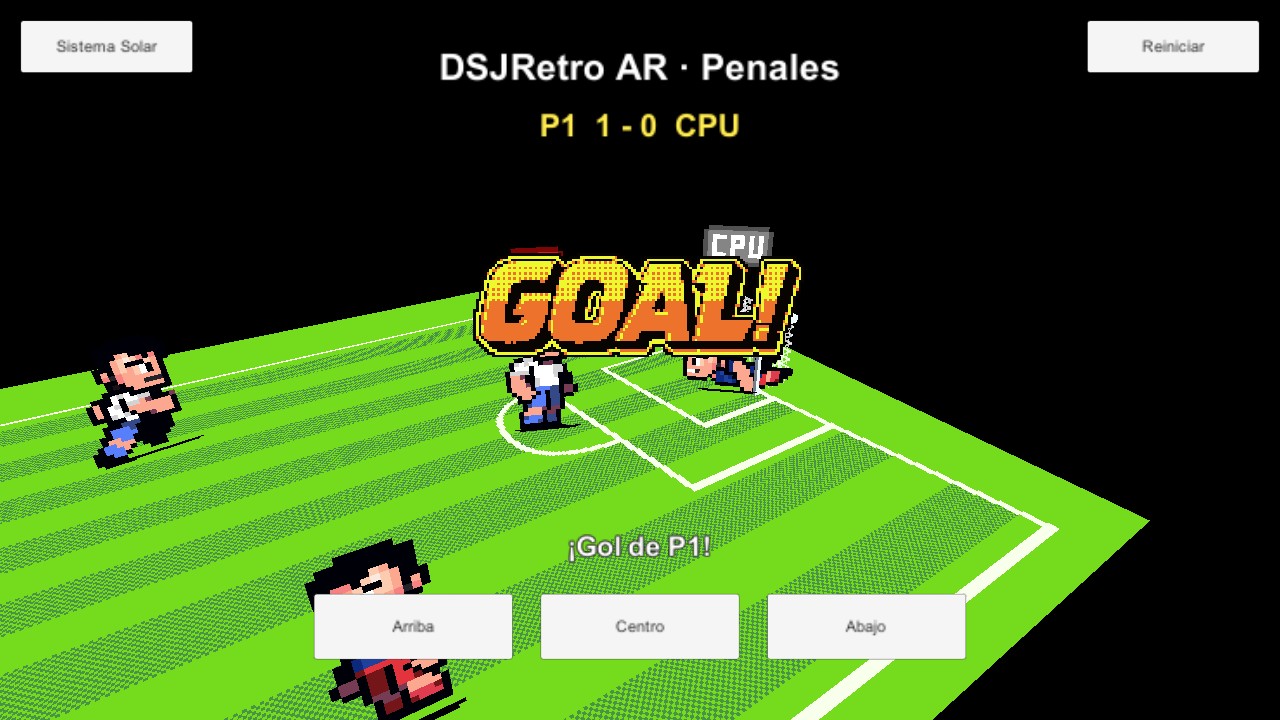 Sistema Solar
Reiniciar
DSJRetro AR · Penales
P1 1 - 0 CPU
CPU
GOAL!
¡Gol de P1!
Arriba
Centro
Abajo